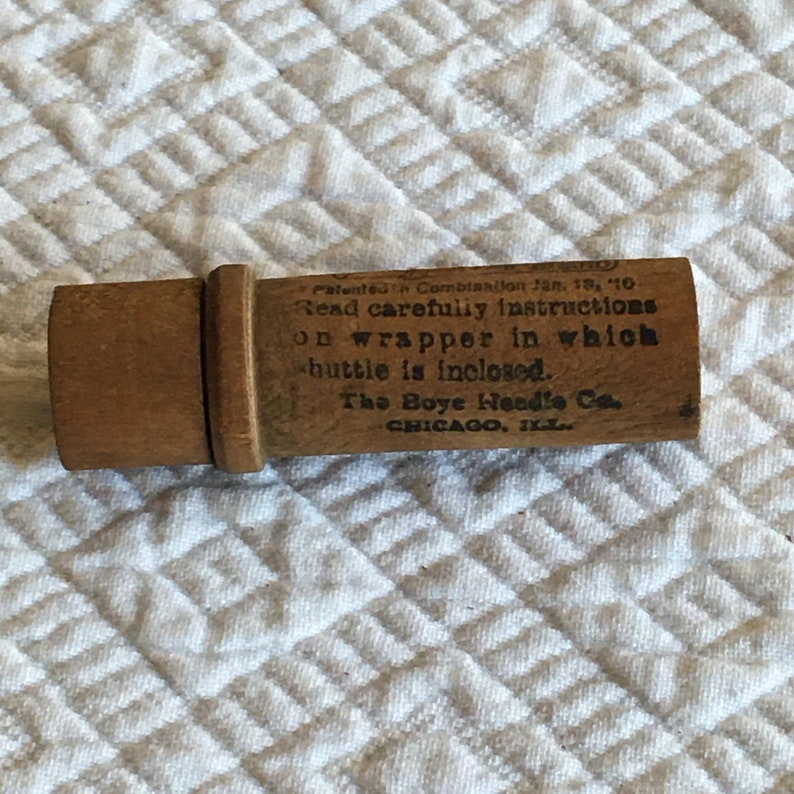 Patented in Combination Jan. 18, '10
Read carefully instructions
on wrapper in which
shuttle is inclosed.
The Boye Needle Co.
CHICAGO, ILL.